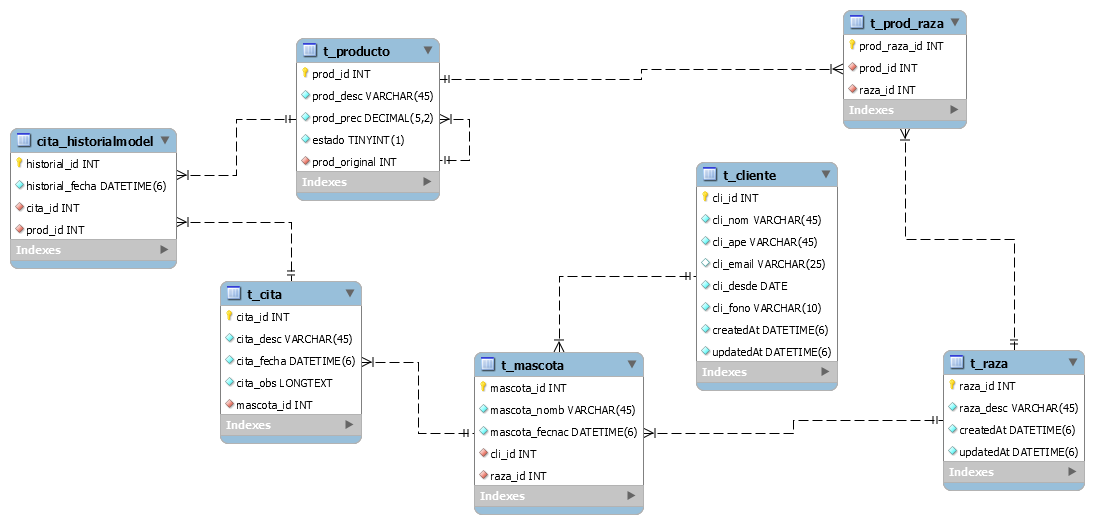 t_prod_raza
prod_raza_id INT
prod_id INT
raza_id INT
Indexes
t_producto
prod_id INT
prod_desc VARCHAR(45)
prod_prec DECIMAL(5,2)
estado TINYINT(1)
prod_original INT
Indexes
cita_historialmodel
historial_id INT
historial_fecha DATETIME(6)
cita_id INT
prod_id INT
Indexes
t_cliente
cli_id INT
cli_nom VARCHAR(45)
cli_ape VARCHAR(45)
cli_email VARCHAR(25)
cli_desde DATE
cli_fono VARCHAR(10)
createdAt DATETIME(6)
updatedAt DATETIME(6)
Indexes
t_cita
cita_id INT
cita_desc VARCHAR(45)
cita_fecha DATETIME(6)
cita_obs LONGTEXT
mascota_id INT
Indexes
t_mascota
mascota_id INT
mascota_nomb VARCHAR(45)
mascota_fecnac DATETIME(6)
cli_id INT
raza_id INT
Indexes
t_raza
raza_id INT
raza_desc VARCHAR(45)
createdAt DATETIME(6)
updatedAt DATETIME(6)
Indexes